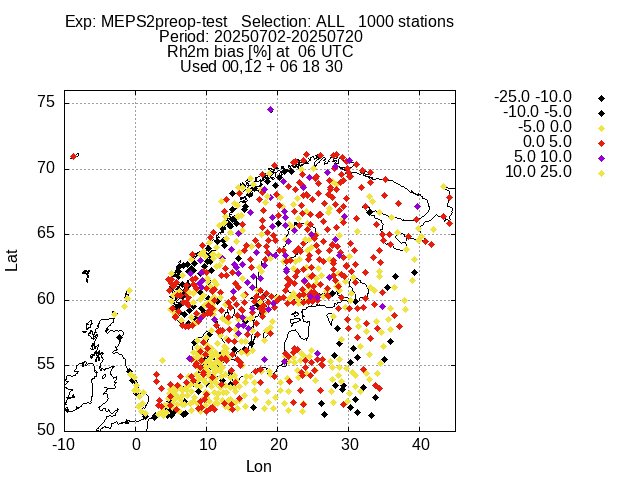 Exp: MEPS2preop-test   Selection: ALL   1000 stations
Period: 20250702-20250720
Rh2m bias [%] at  06 UTC
Used 00,12 + 06 18 30
-25.0 -10.0
-10.0 -5.0
-5.0 0.0
0.0 5.0
5.0 10.0
10.0 25.0
75
70
65
60
55
50
Lat
-10 0 10 20 30 40
Lon